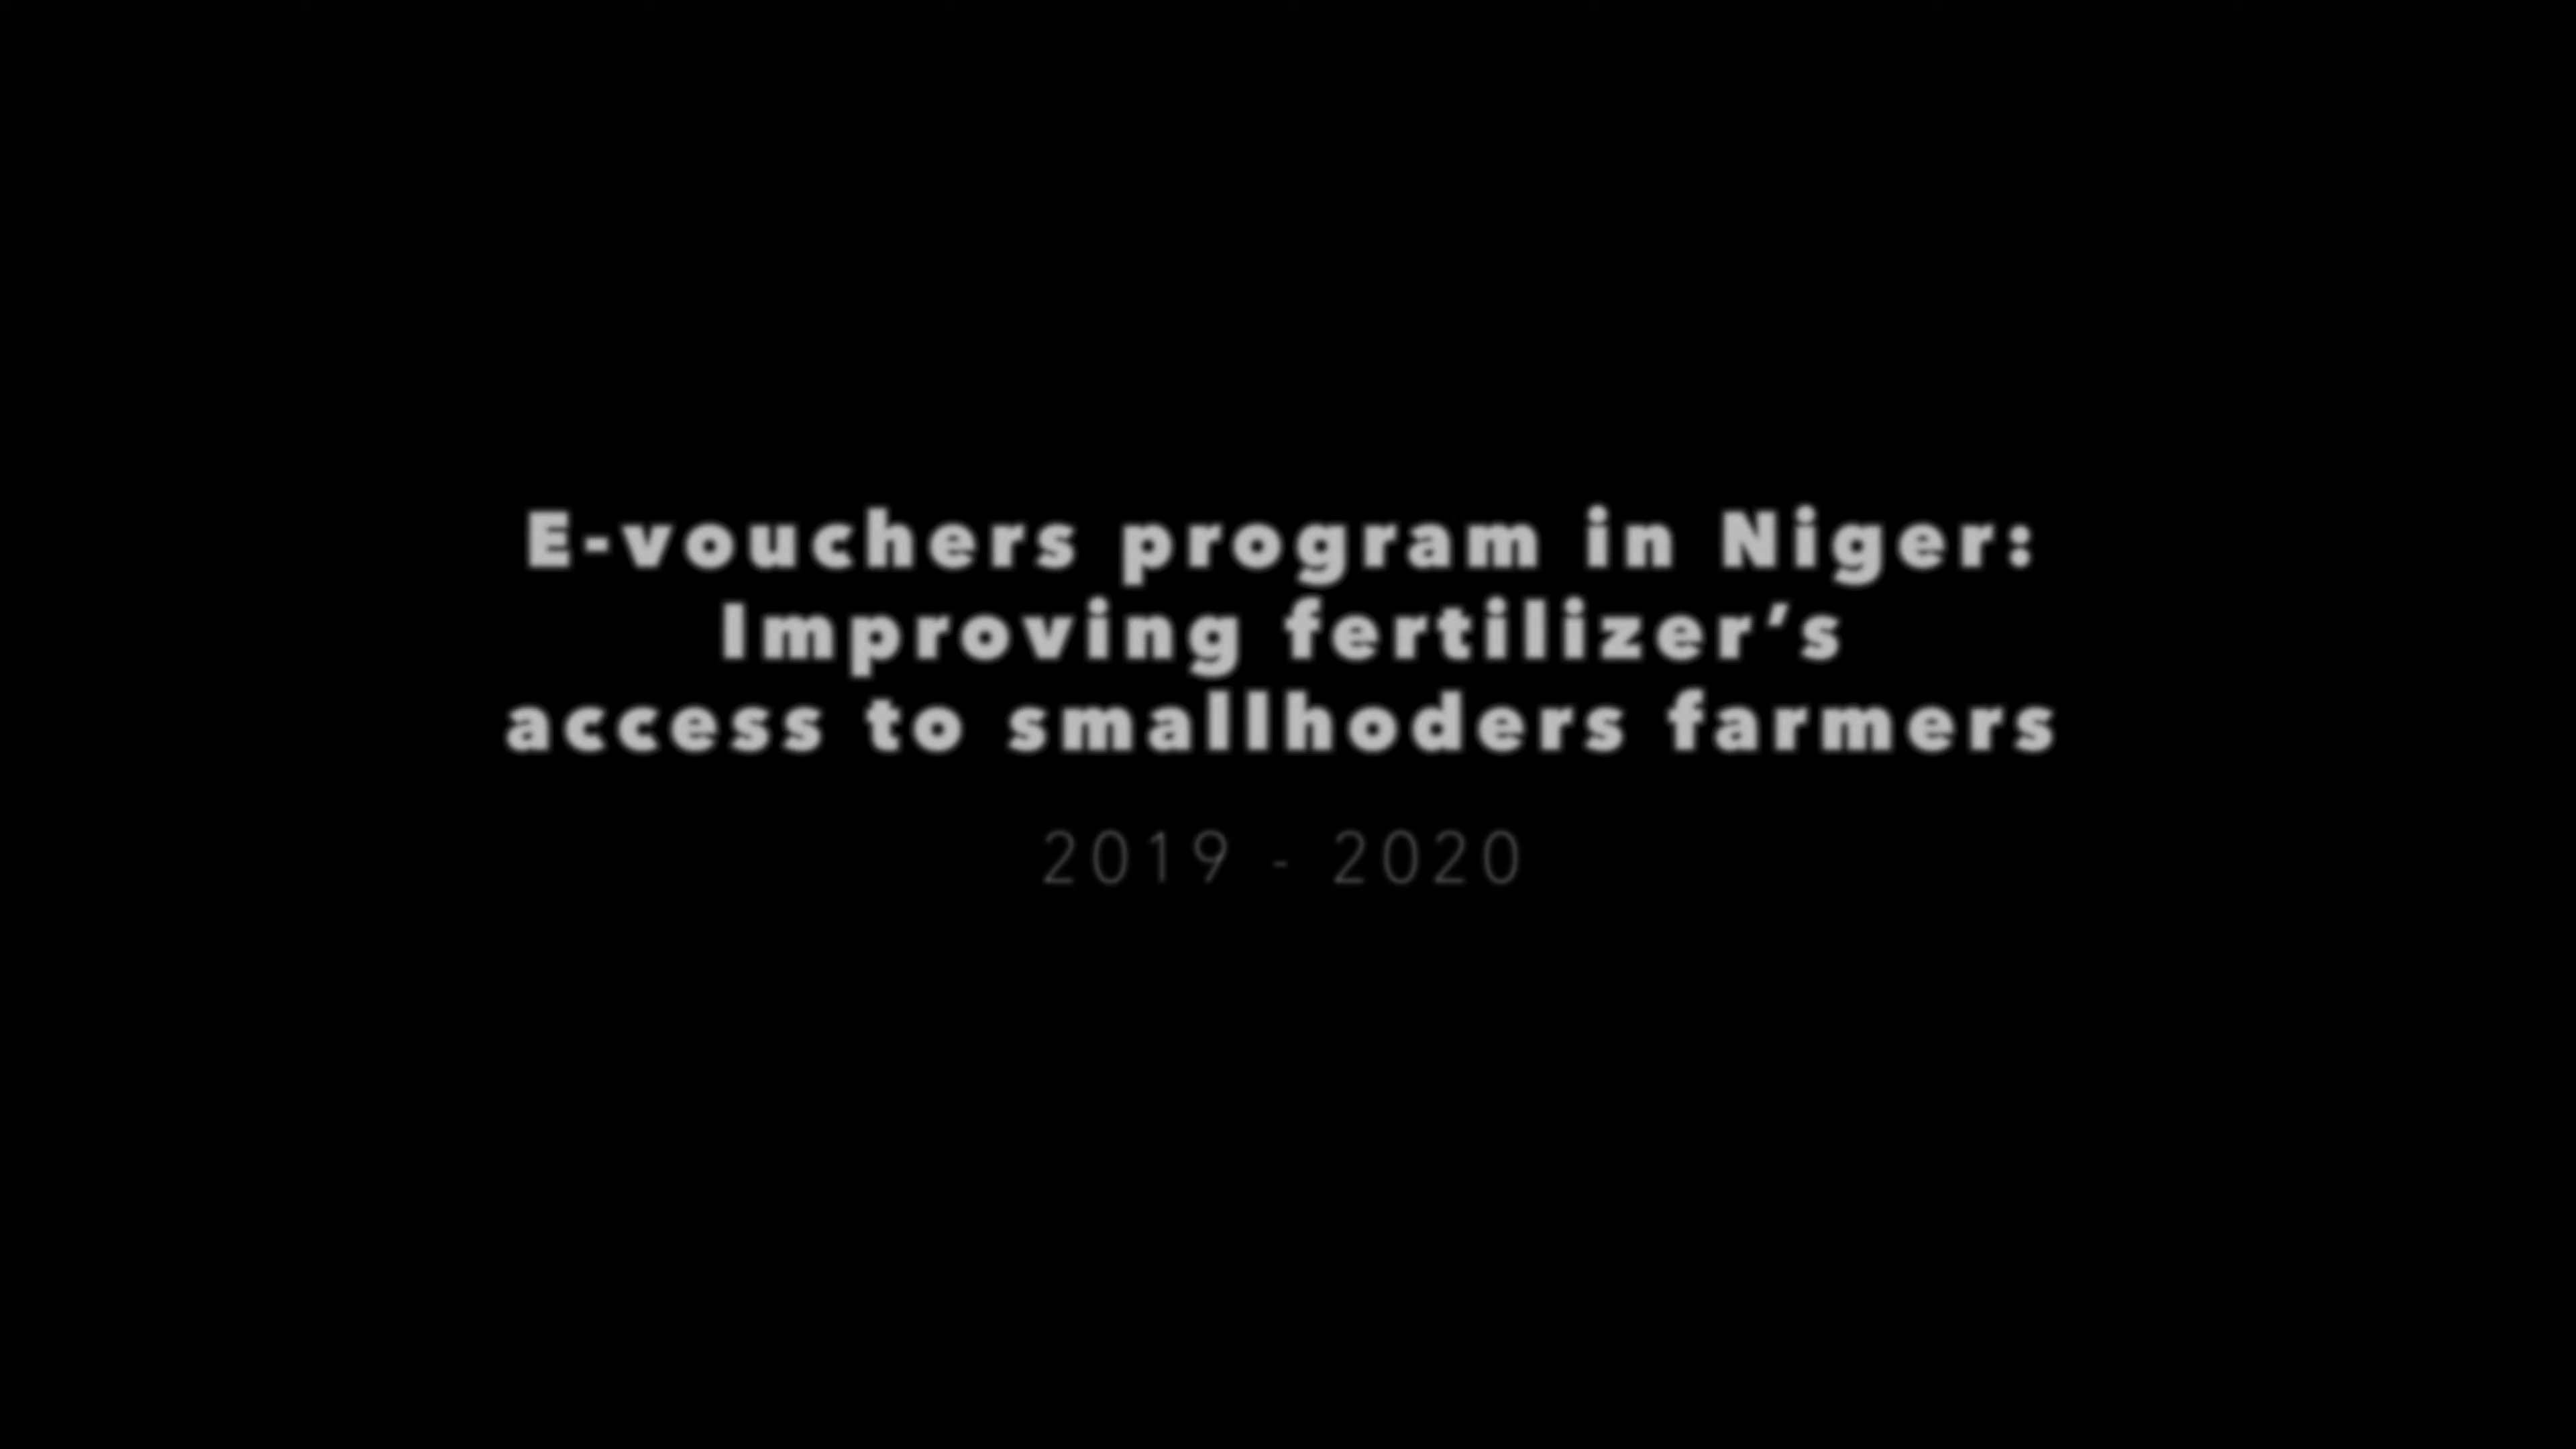 E-vouchers program in Niger:
Improving fertilizer’s
access to smallhoders farmers
2019 - 2020